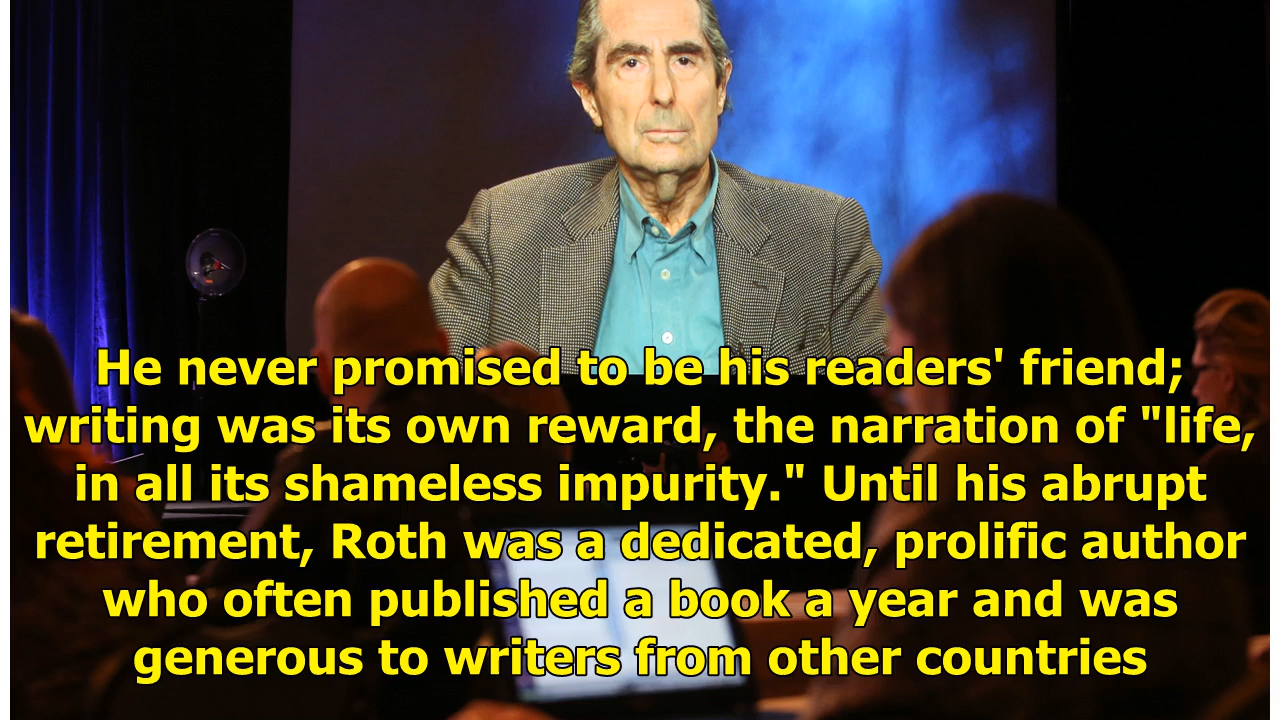 He never promised to be his readers' friend;
writing was its own reward, the narration of "life,
in all its shameless impurity." Until his abrupt
retirement, Roth was a dedicated, prolific author
who often published a book a year and was
generous to writers from other countries